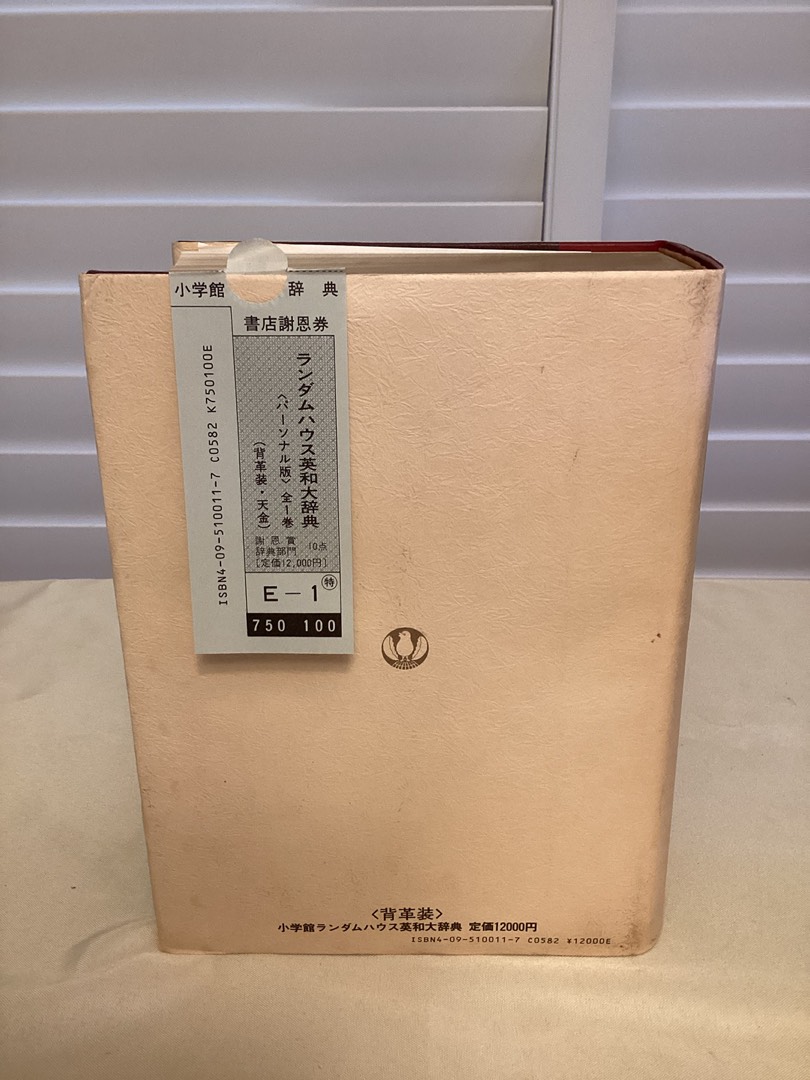 小学館 辞典
書店謝恩券
ランダムハウス英和大辞典
〈パーソナル版〉全1巻
(背革装・天金)
謝恩賞
辞典部門 10点
[定価12,000円]
E-1 特
750 100
ISBN4-09-510011-7 C0582 K750100E
〈背革装〉
小学館ランダムハウス英和大辞典 定価12000円
ISBN4-09-510011-7 C0582 ¥12000E